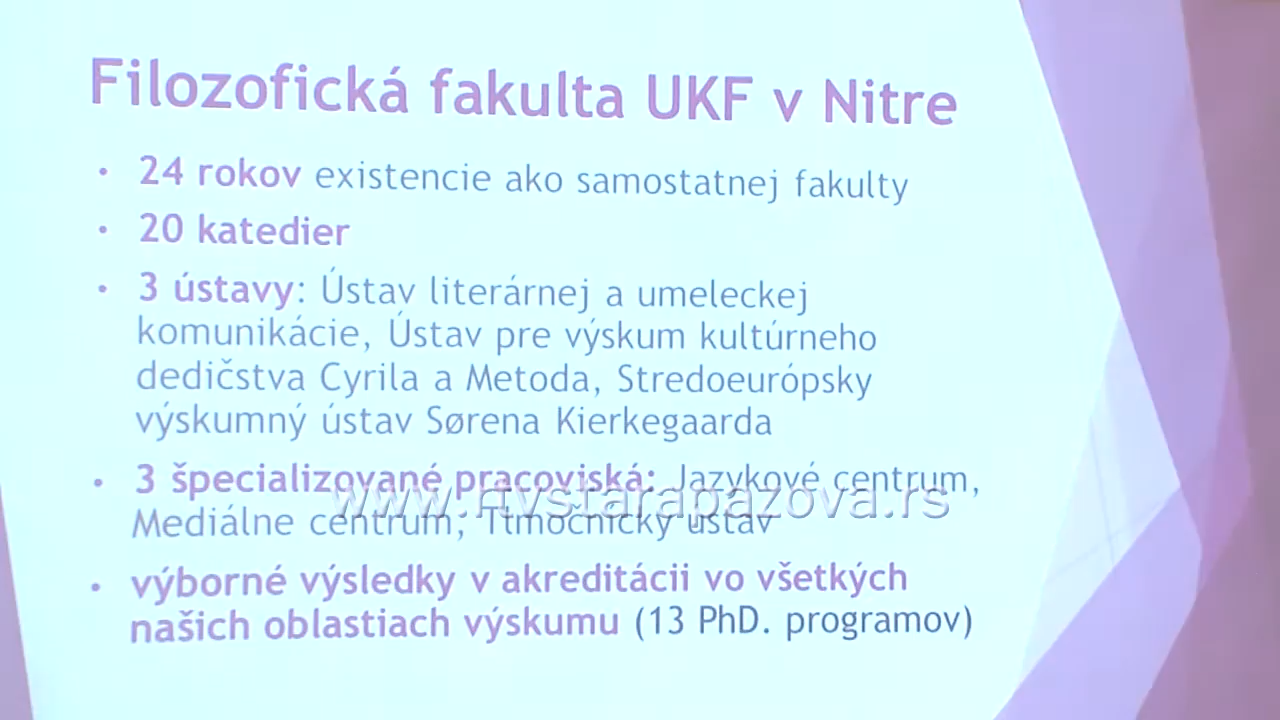 Filozofická fakulta UKF v Nitre
• 24 rokov existencie ako samostatnej fakulty
• 20 katedier
• 3 ústavy: Ústav literárnej a umeleckej
komunikácie, Ústav pre výskum kultúrneho
dedičstva Cyrila a Metoda, Stredoeurópsky
výskumný ústav Sørena Kierkegaarda
• 3 špecializované pracoviská: Jazykové centrum,
www.rtvstarapazova.rs
Mediálne centrum, Tlmočnícky ústav
• výborné výsledky v akreditácii vo všetkých
našich oblastiach výskumu (13 PhD. programov)